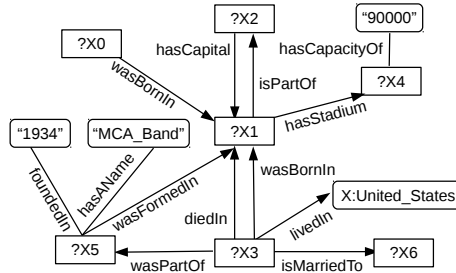 ?X2
"90000"
?X0
hasCapital
hasCapacityOf
wasBornIn
isPartOf
?X4
?X1
hasStadium
"1934"
"MCA_Band"
foundedIn
hasAName
wasFormedIn
wasBornIn
diedIn
livedIn
X:United_States
?X5
wasPartOf
?X3
isMarriedTo
?X6